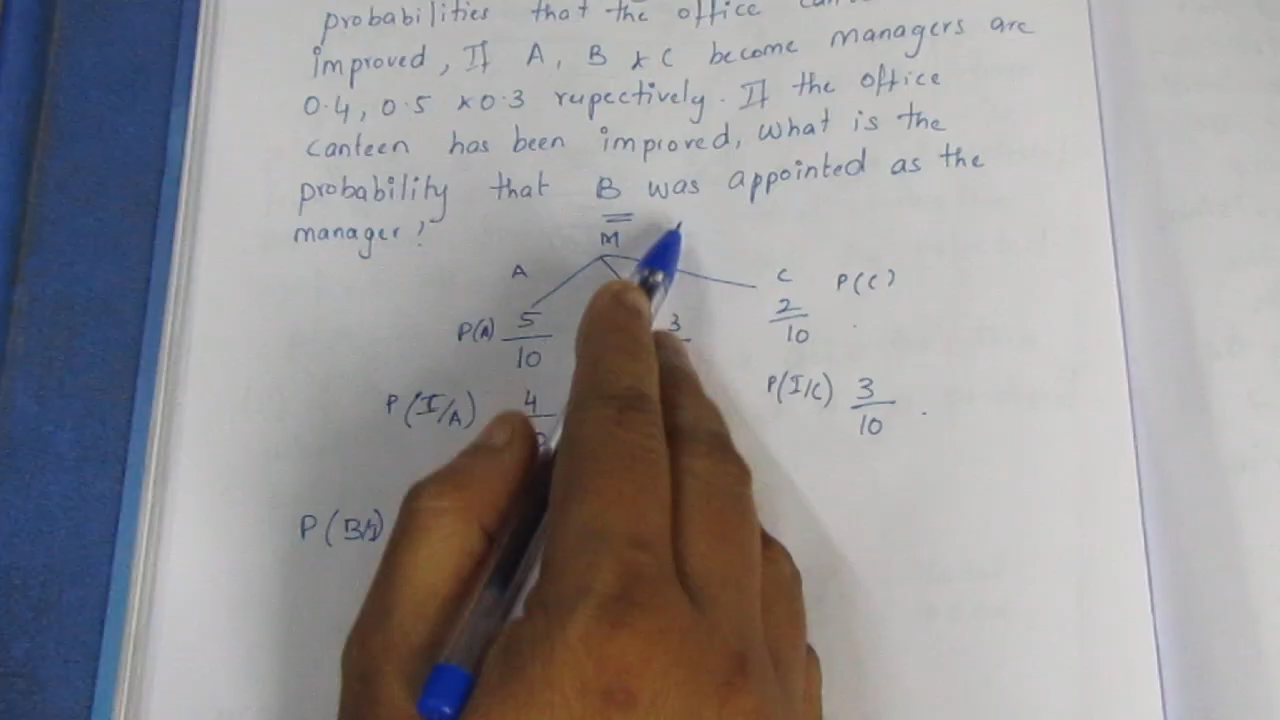 probabilities that the office
improved, If A, B & C become managers are
0.4, 0.5 & 0.3 rupectively. If the office
canteen has been improved, what is the
probability that B was appointed as the
manager?
M
A C P(C)
P(A) 5/10 3 2/10
P(I/A) 4 P(I/C) 3/10
P(B/I)